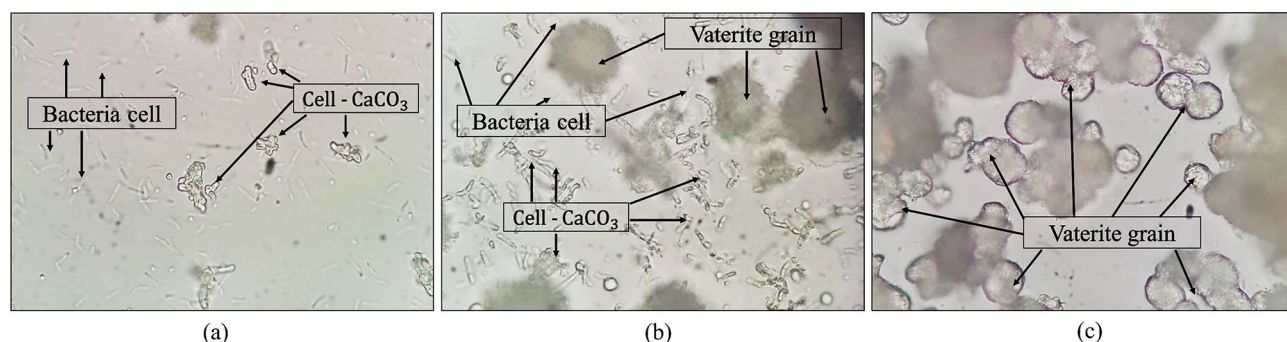 Bacteria cell
Cell - CaCO₃
(a)
Vaterite grain
Bacteria cell
Cell - CaCO₃
(b)
Vaterite grain
(c)